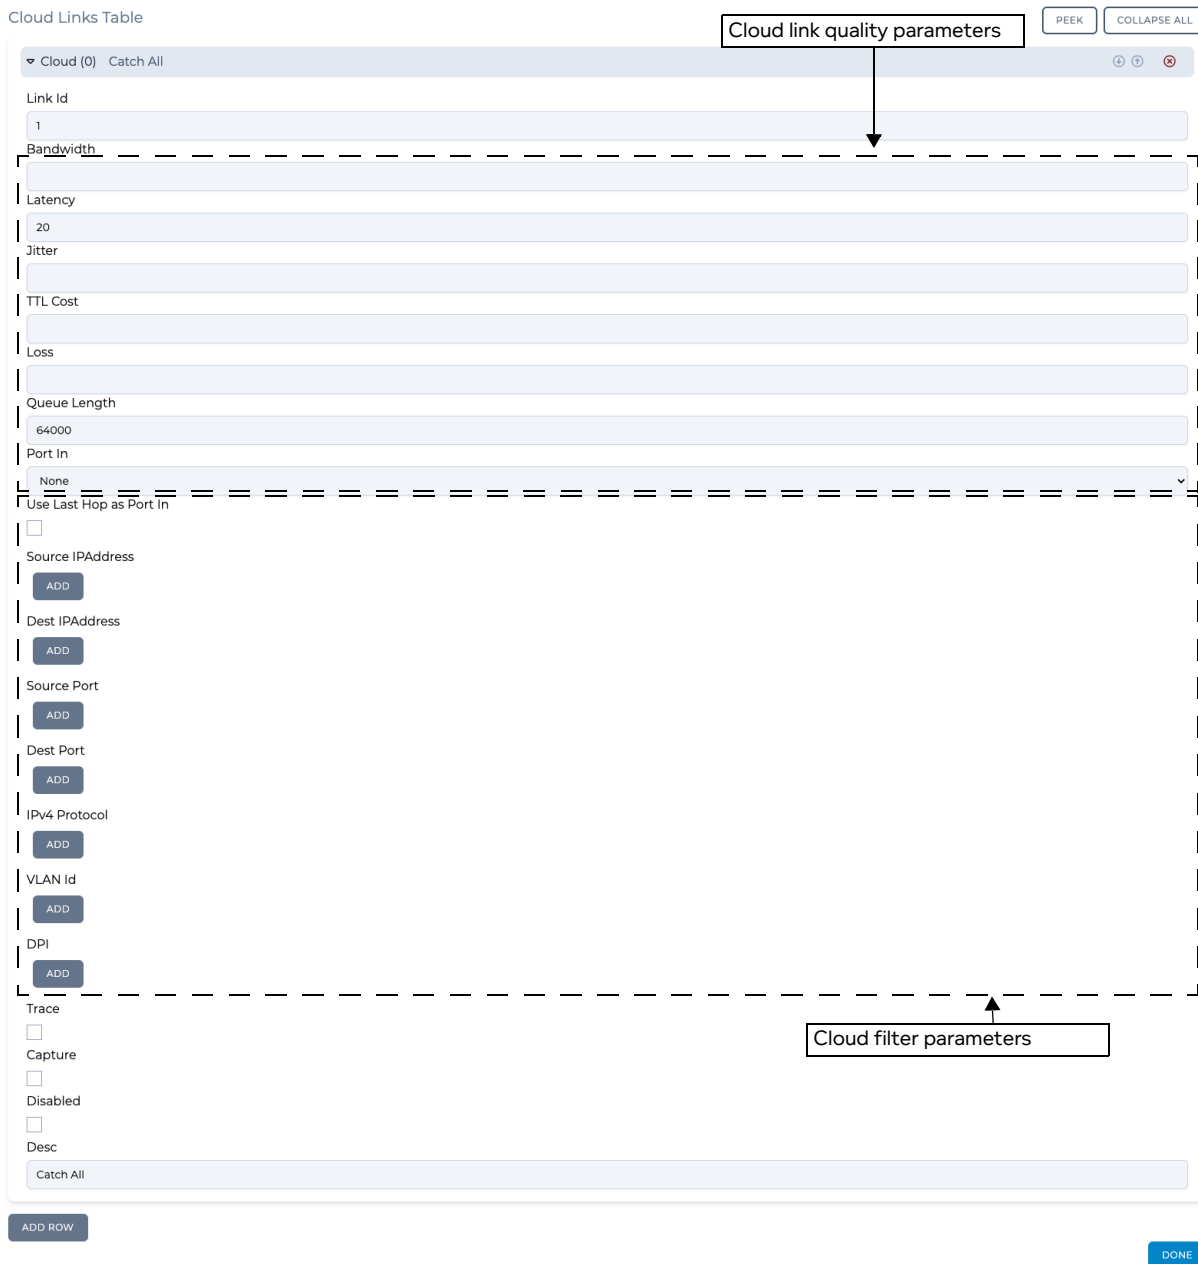 Cloud Links Table
Cloud link quality parameters
PEEK
COLLAPSE ALL
Cloud (0) Catch All
Link Id
1
Bandwidth
Latency
20
Jitter
TTL Cost
Loss
Queue Length
64000
Port In
None
Use Last Hop as Port In
Source IPAddress
ADD
Dest IPAddress
ADD
Source Port
ADD
Dest Port
ADD
IPv4 Protocol
ADD
VLAN Id
ADD
DPI
ADD
Trace
Cloud filter parameters
Capture
Disabled
Desc
Catch All
ADD ROW
DONE